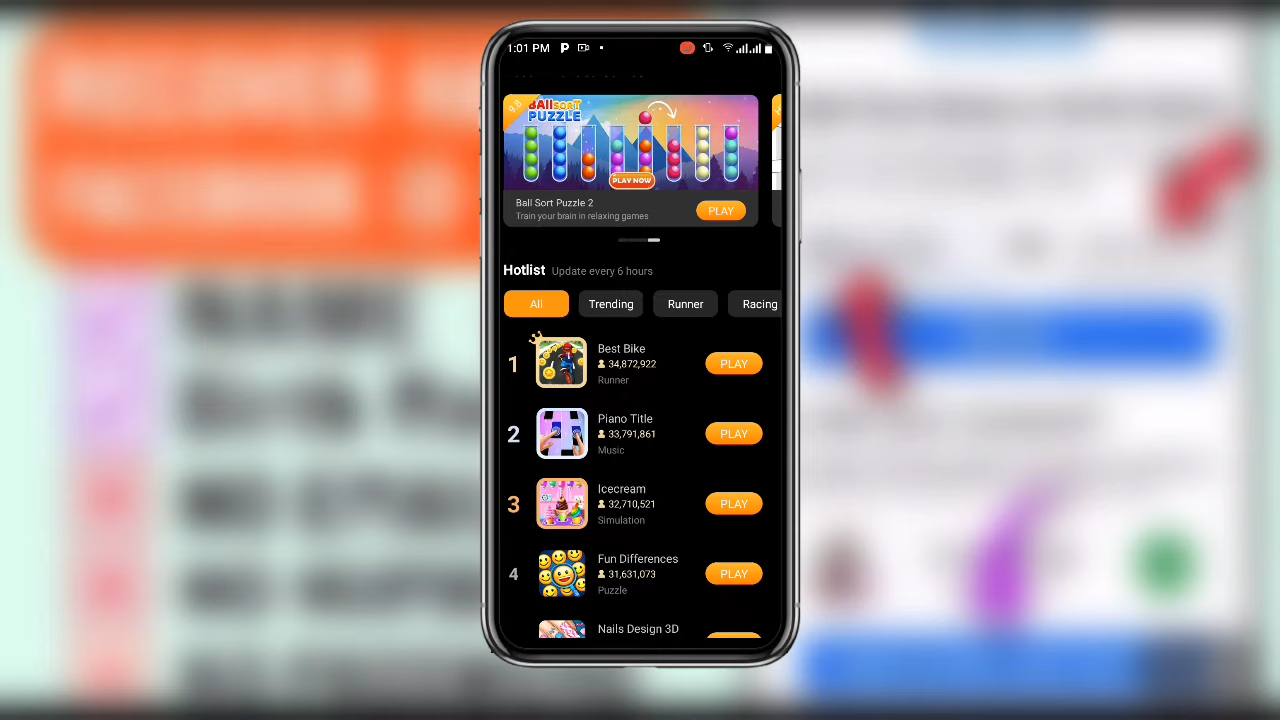 1:01 PM
9.8
BAll SORT
PUZZLE
PLAY NOW
Ball Sort Puzzle 2
Train your brain in relaxing games
PLAY
Hotlist Update every 6 hours
All Trending Runner Racing
1 Best Bike
34,872,922
Runner
PLAY
2 Piano Title
33,791,861
Music
PLAY
3 Icecream
32,710,521
Simulation
PLAY
4 Fun Differences
31,631,073
Puzzle
PLAY
Nails Design 3D